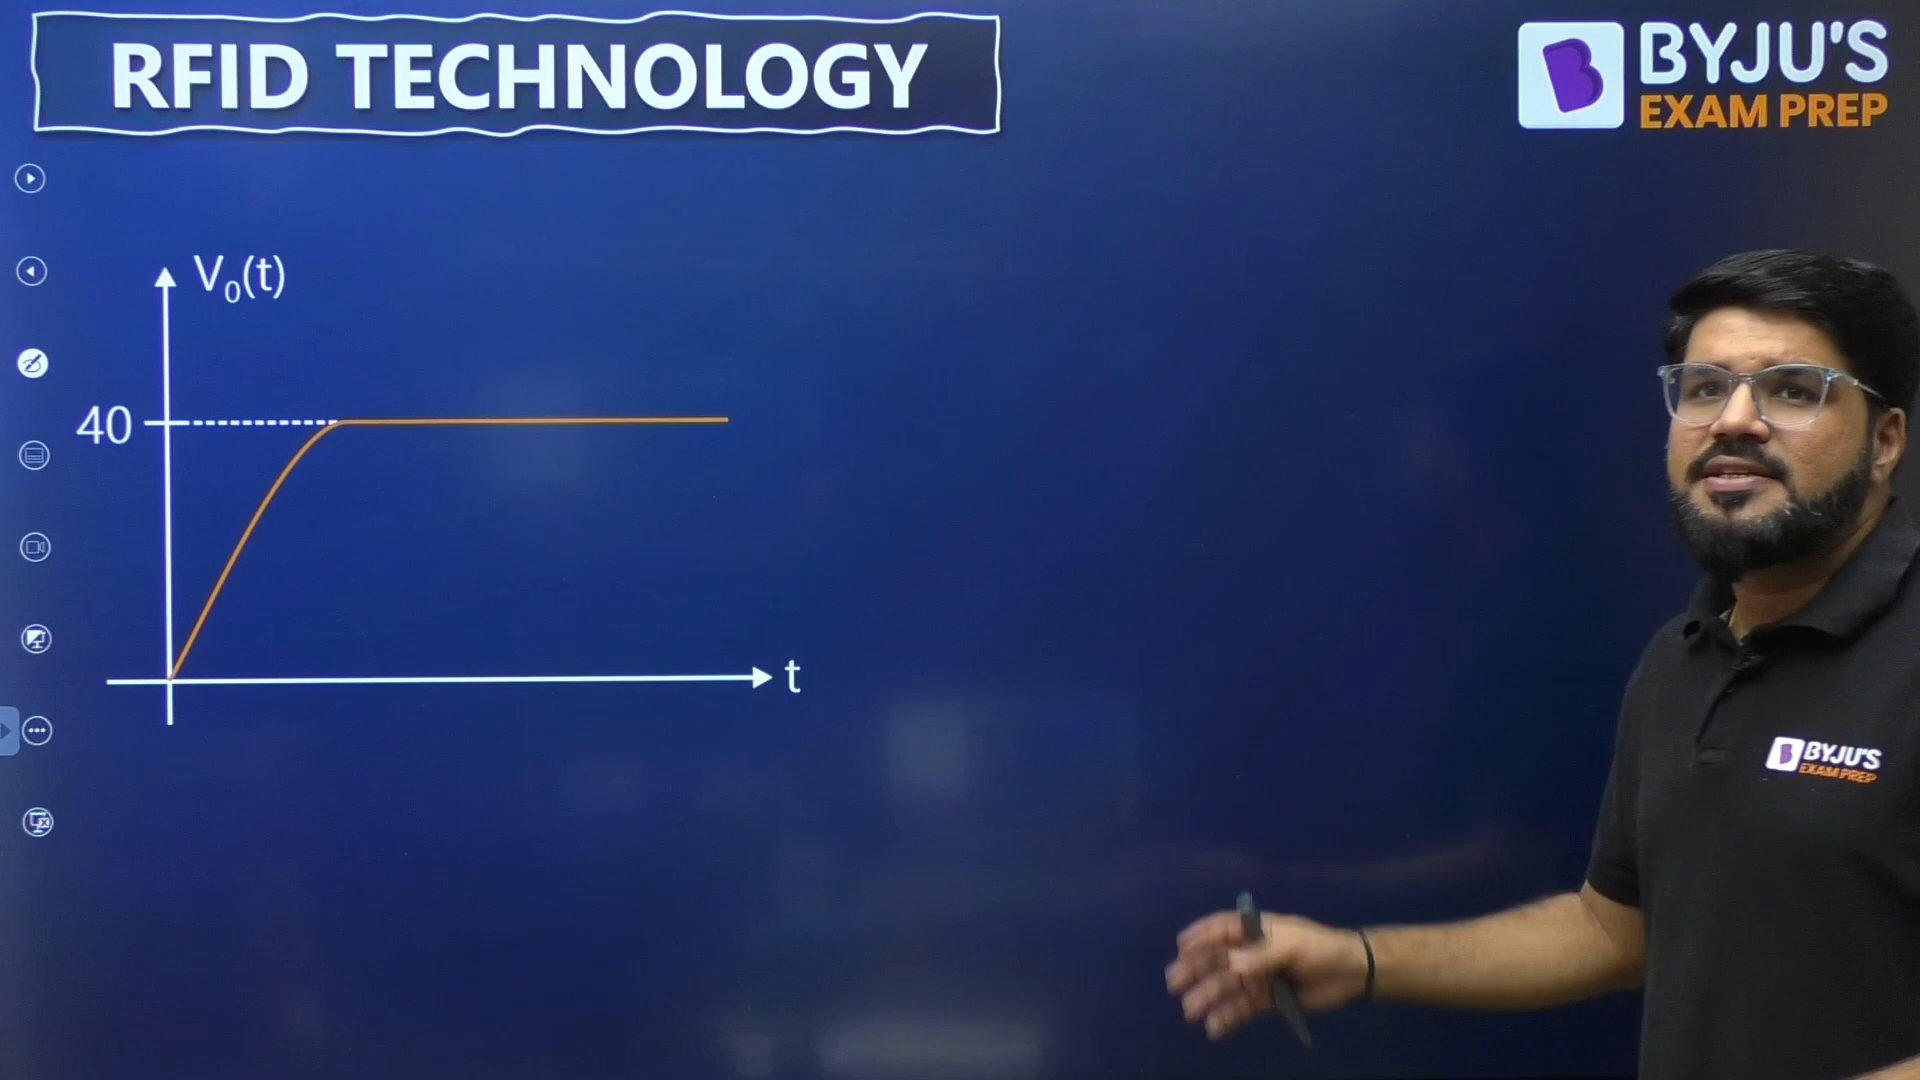 RFID TECHNOLOGY
BYJU'S
EXAM PREP
V₀(t)
40
t
BYJU'S
EXAM PREP